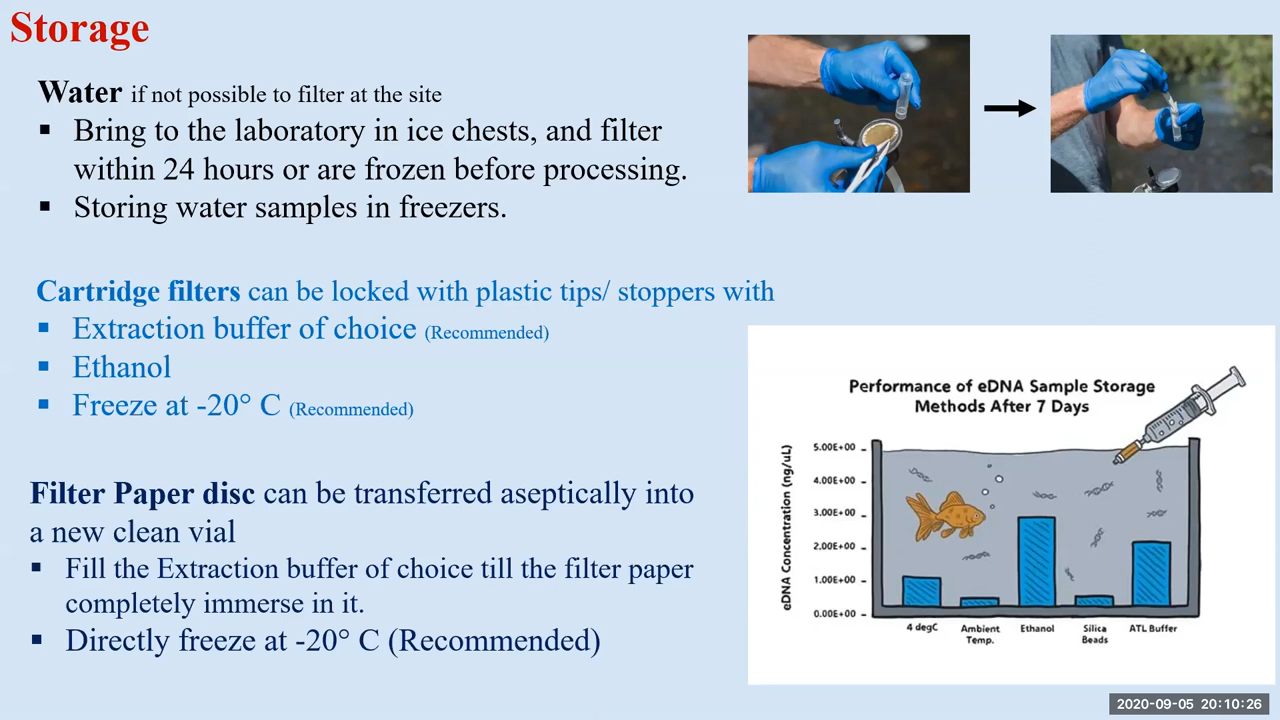 Storage
Water if not possible to filter at the site
▪ Bring to the laboratory in ice chests, and filter
within 24 hours or are frozen before processing.
▪ Storing water samples in freezers.
Cartridge filters can be locked with plastic tips/ stoppers with
▪ Extraction buffer of choice (Recommended)
▪ Ethanol
▪ Freeze at -20° C (Recommended)
Filter Paper disc can be transferred aseptically into
a new clean vial
▪ Fill the Extraction buffer of choice till the filter paper
completely immerse in it.
▪ Directly freeze at -20° C (Recommended)
Performance of eDNA Sample Storage
Methods After 7 Days
eDNA Concentration (ng/uL)
5.00E+00
4.00E+00
3.00E+00
2.00E+00
1.00E+00
0.00E+00
4 degC
Ambient
Temp.
Ethanol
Silica
Beads
ATL Buffer
2020-09-05 20:10:26